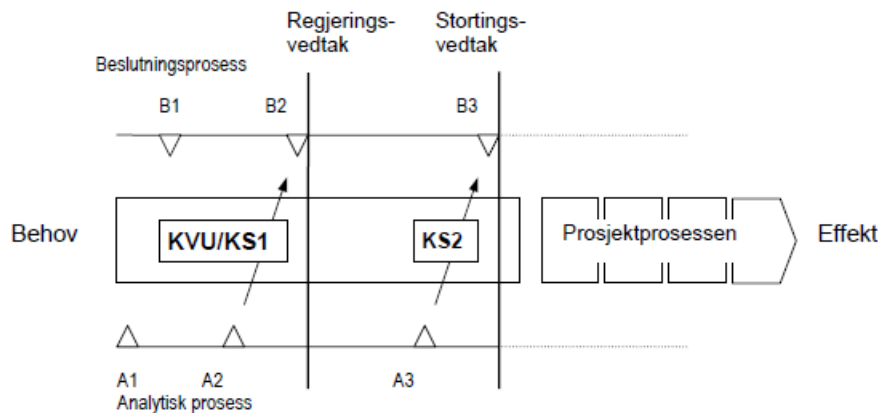 Regjerings-
vedtak
Stortings-
vedtak
Beslutningsprosess
B1
B2
B3
Behov
KVU/KS1
KS2
Prosjektprosessen
Effekt
A1
A2
A3
Analytisk prosess